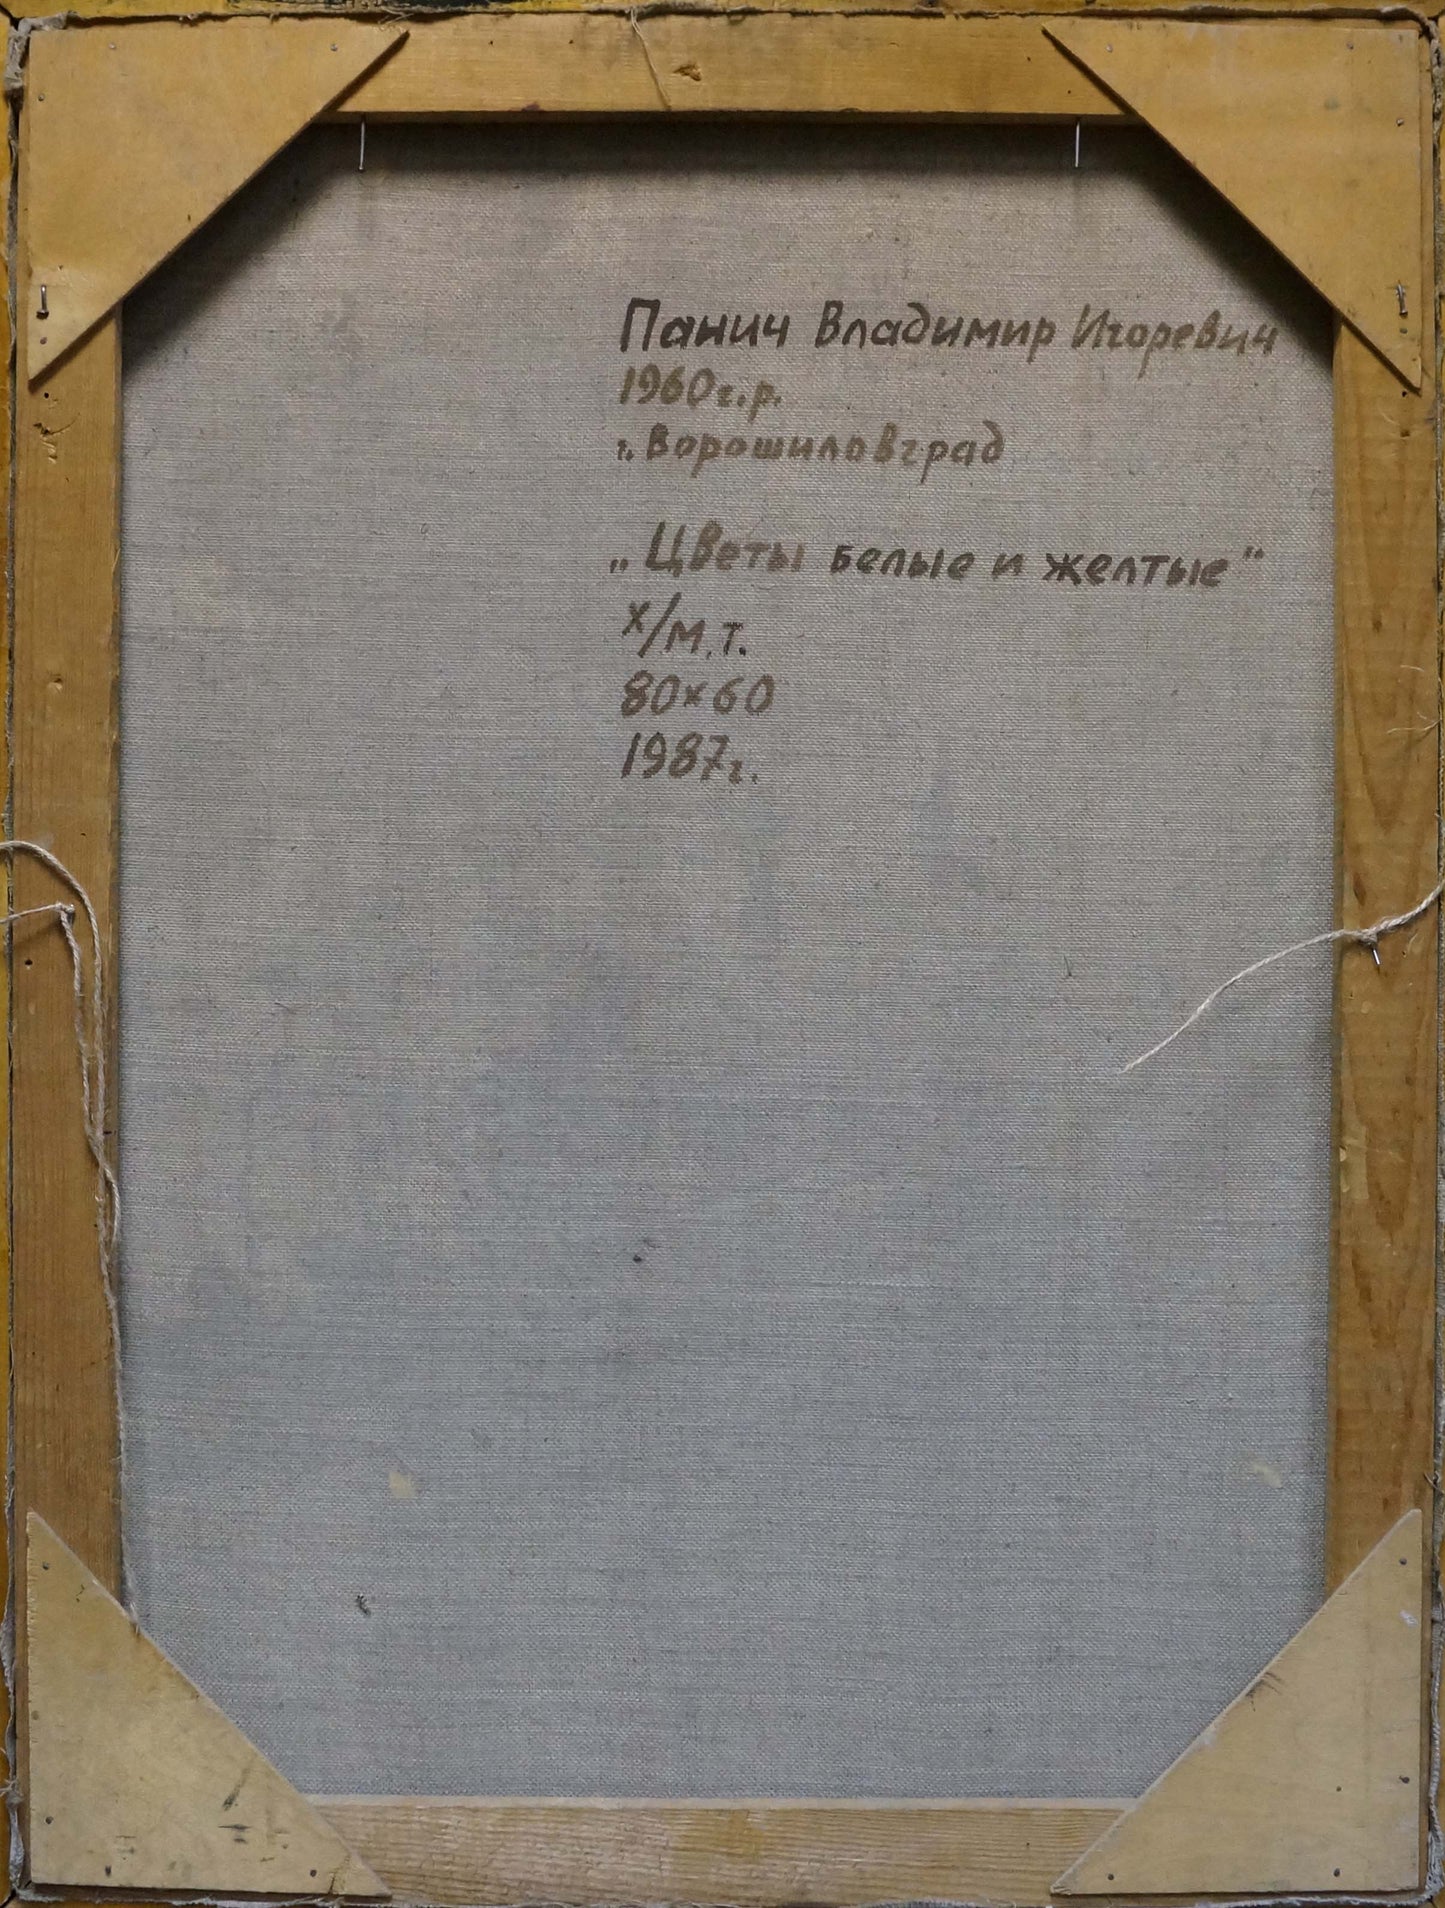 Панич Владимир Игоревич
1960г.р.
г. Ворошиловград
„Цветы белые и желтые"
х/м.т.
80×60
1987г.